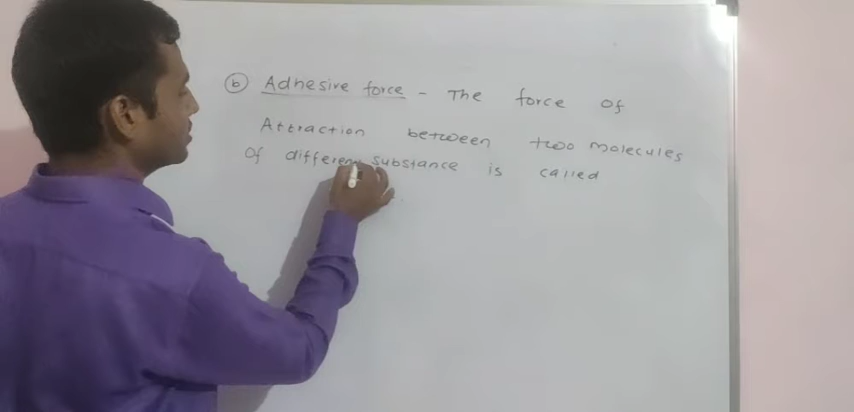 (b) Adhesive force - The force of
Attraction between two molecules
Of different substance is called